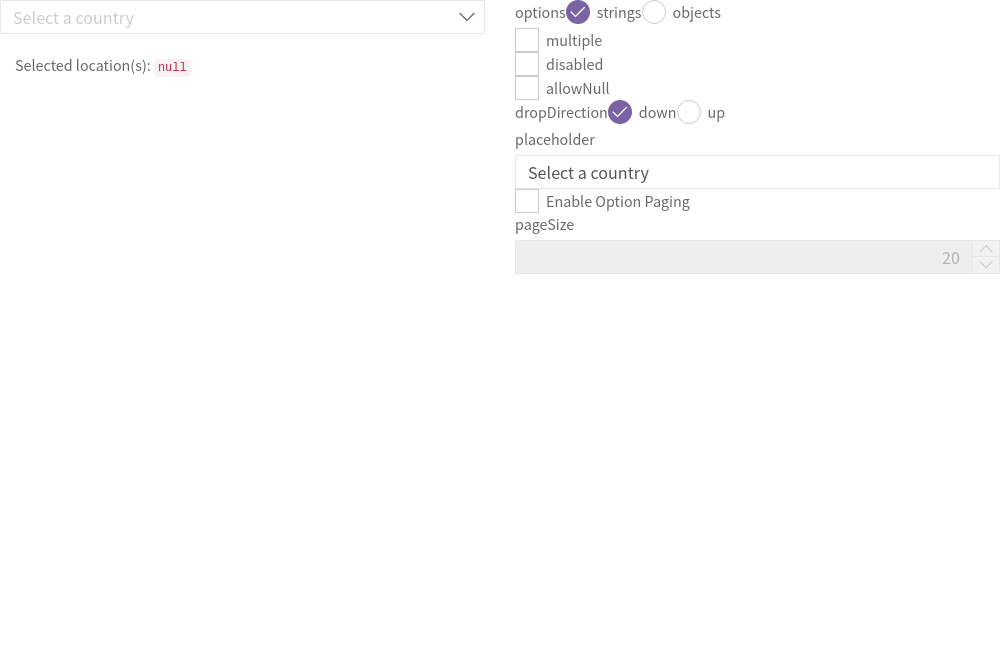 Select a country
Selected location(s): null
options strings objects
multiple
disabled
allowNull
dropDirection down up
placeholder
Select a country
Enable Option Paging
pageSize
20